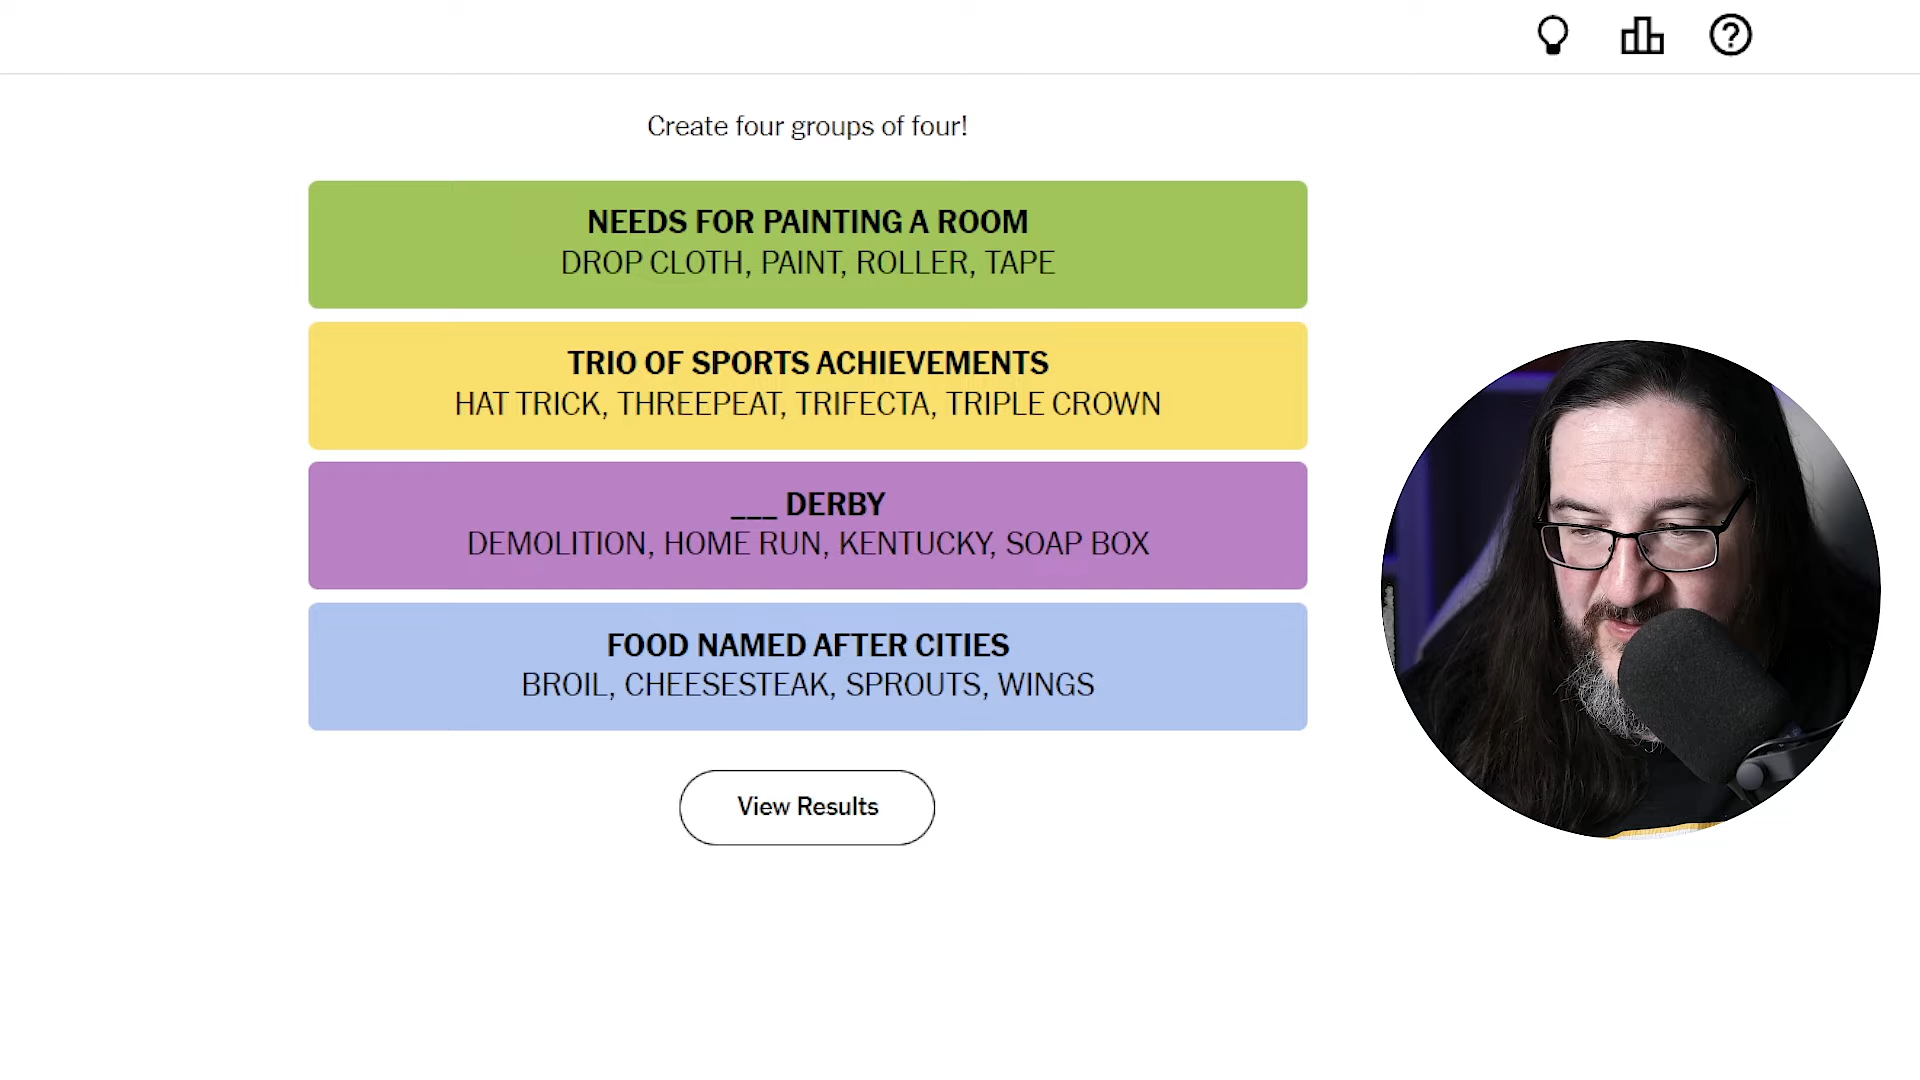 Create four groups of four!
NEEDS FOR PAINTING A ROOM
DROP CLOTH, PAINT, ROLLER, TAPE
TRIO OF SPORTS ACHIEVEMENTS
HAT TRICK, THREEPEAT, TRIFECTA, TRIPLE CROWN
___ DERBY
DEMOLITION, HOME RUN, KENTUCKY, SOAP BOX
FOOD NAMED AFTER CITIES
BROIL, CHEESESTEAK, SPROUTS, WINGS
View Results